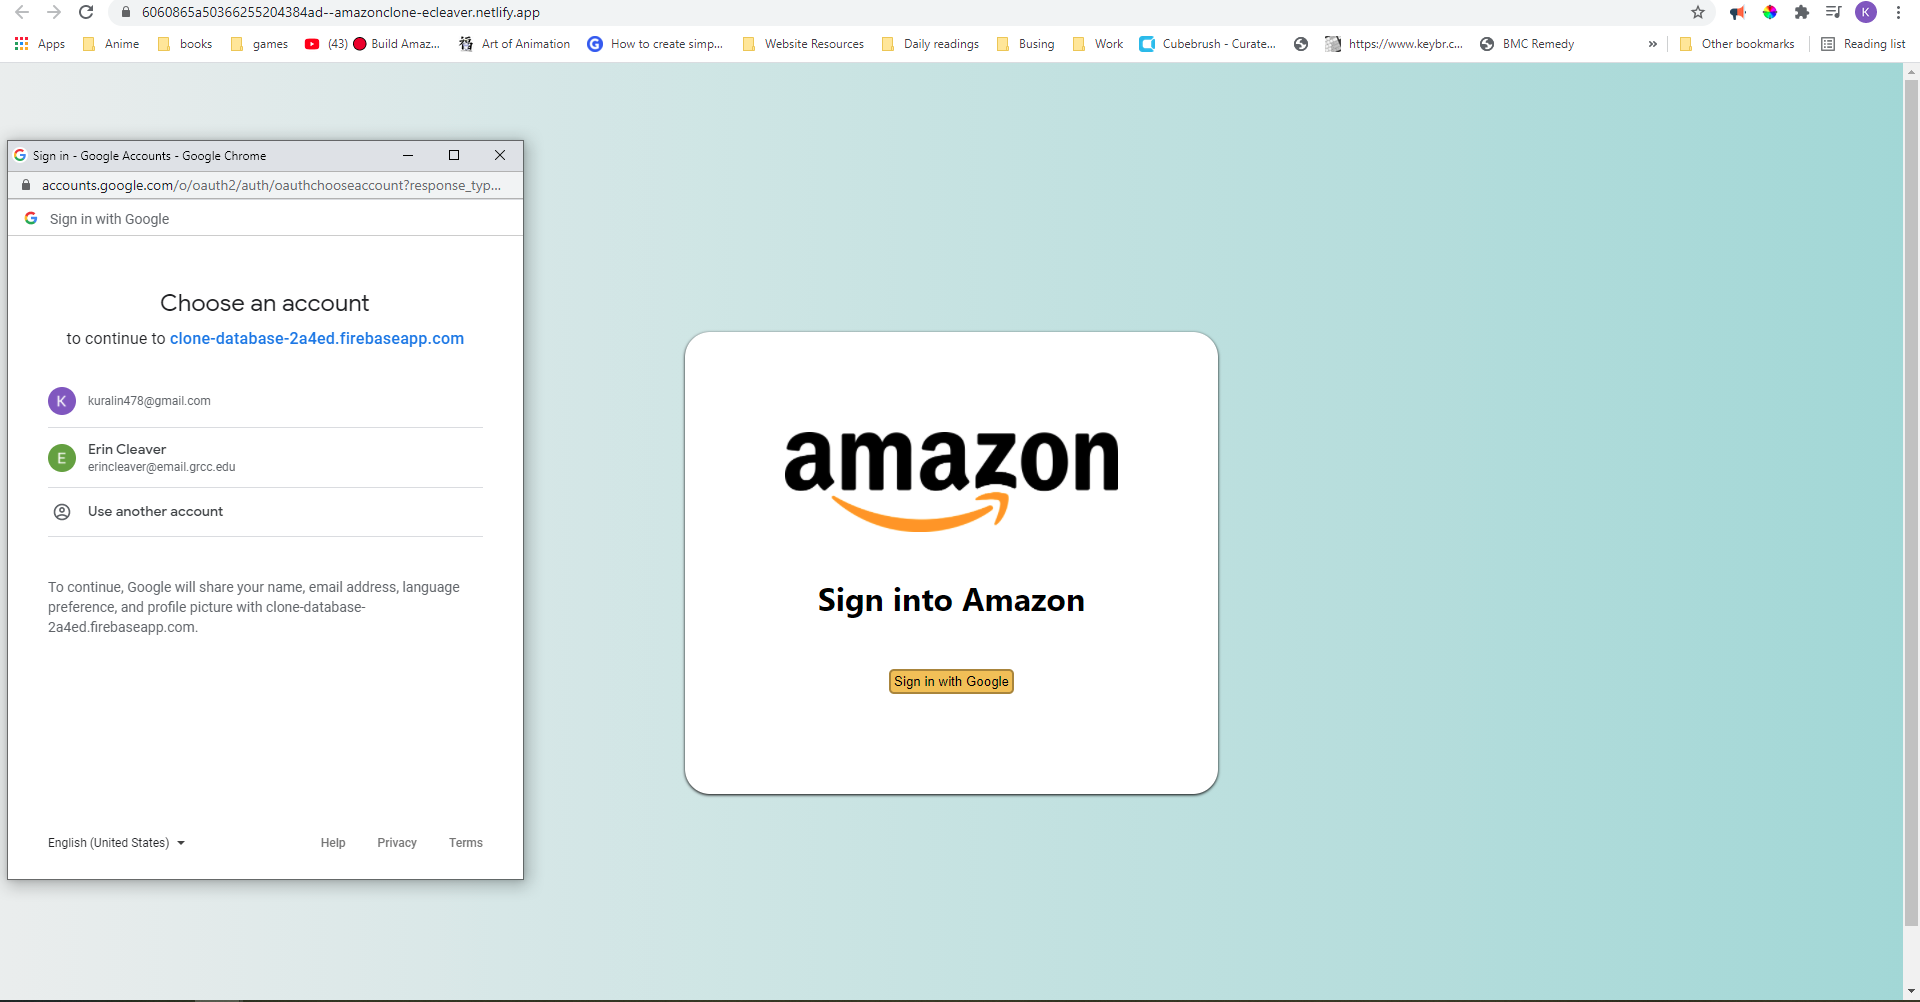 6060865a50366255204384ad--amazonclone-ecleaver.netlify.app
K
Apps
Anime
books
games
(43) 🔴 Build Amaz...
Art of Animation
How to create simp...
Website Resources
Daily readings
Busing
Work
Cubebrush - Curate...
https://www.keybr.c...
BMC Remedy
»
Other bookmarks
Reading list
Sign in - Google Accounts - Google Chrome
accounts.google.com/o/oauth2/auth/oauthchooseaccount?response_typ...
Sign in with Google
Choose an account
to continue to clone-database-2a4ed.firebaseapp.com
K
kuralin478@gmail.com
E
Erin Cleaver
erincleaver@email.grcc.edu
Use another account
To continue, Google will share your name, email address, language
preference, and profile picture with clone-database-
2a4ed.firebaseapp.com.
English (United States)
Help
Privacy
Terms
amazon
Sign into Amazon
Sign in with Google